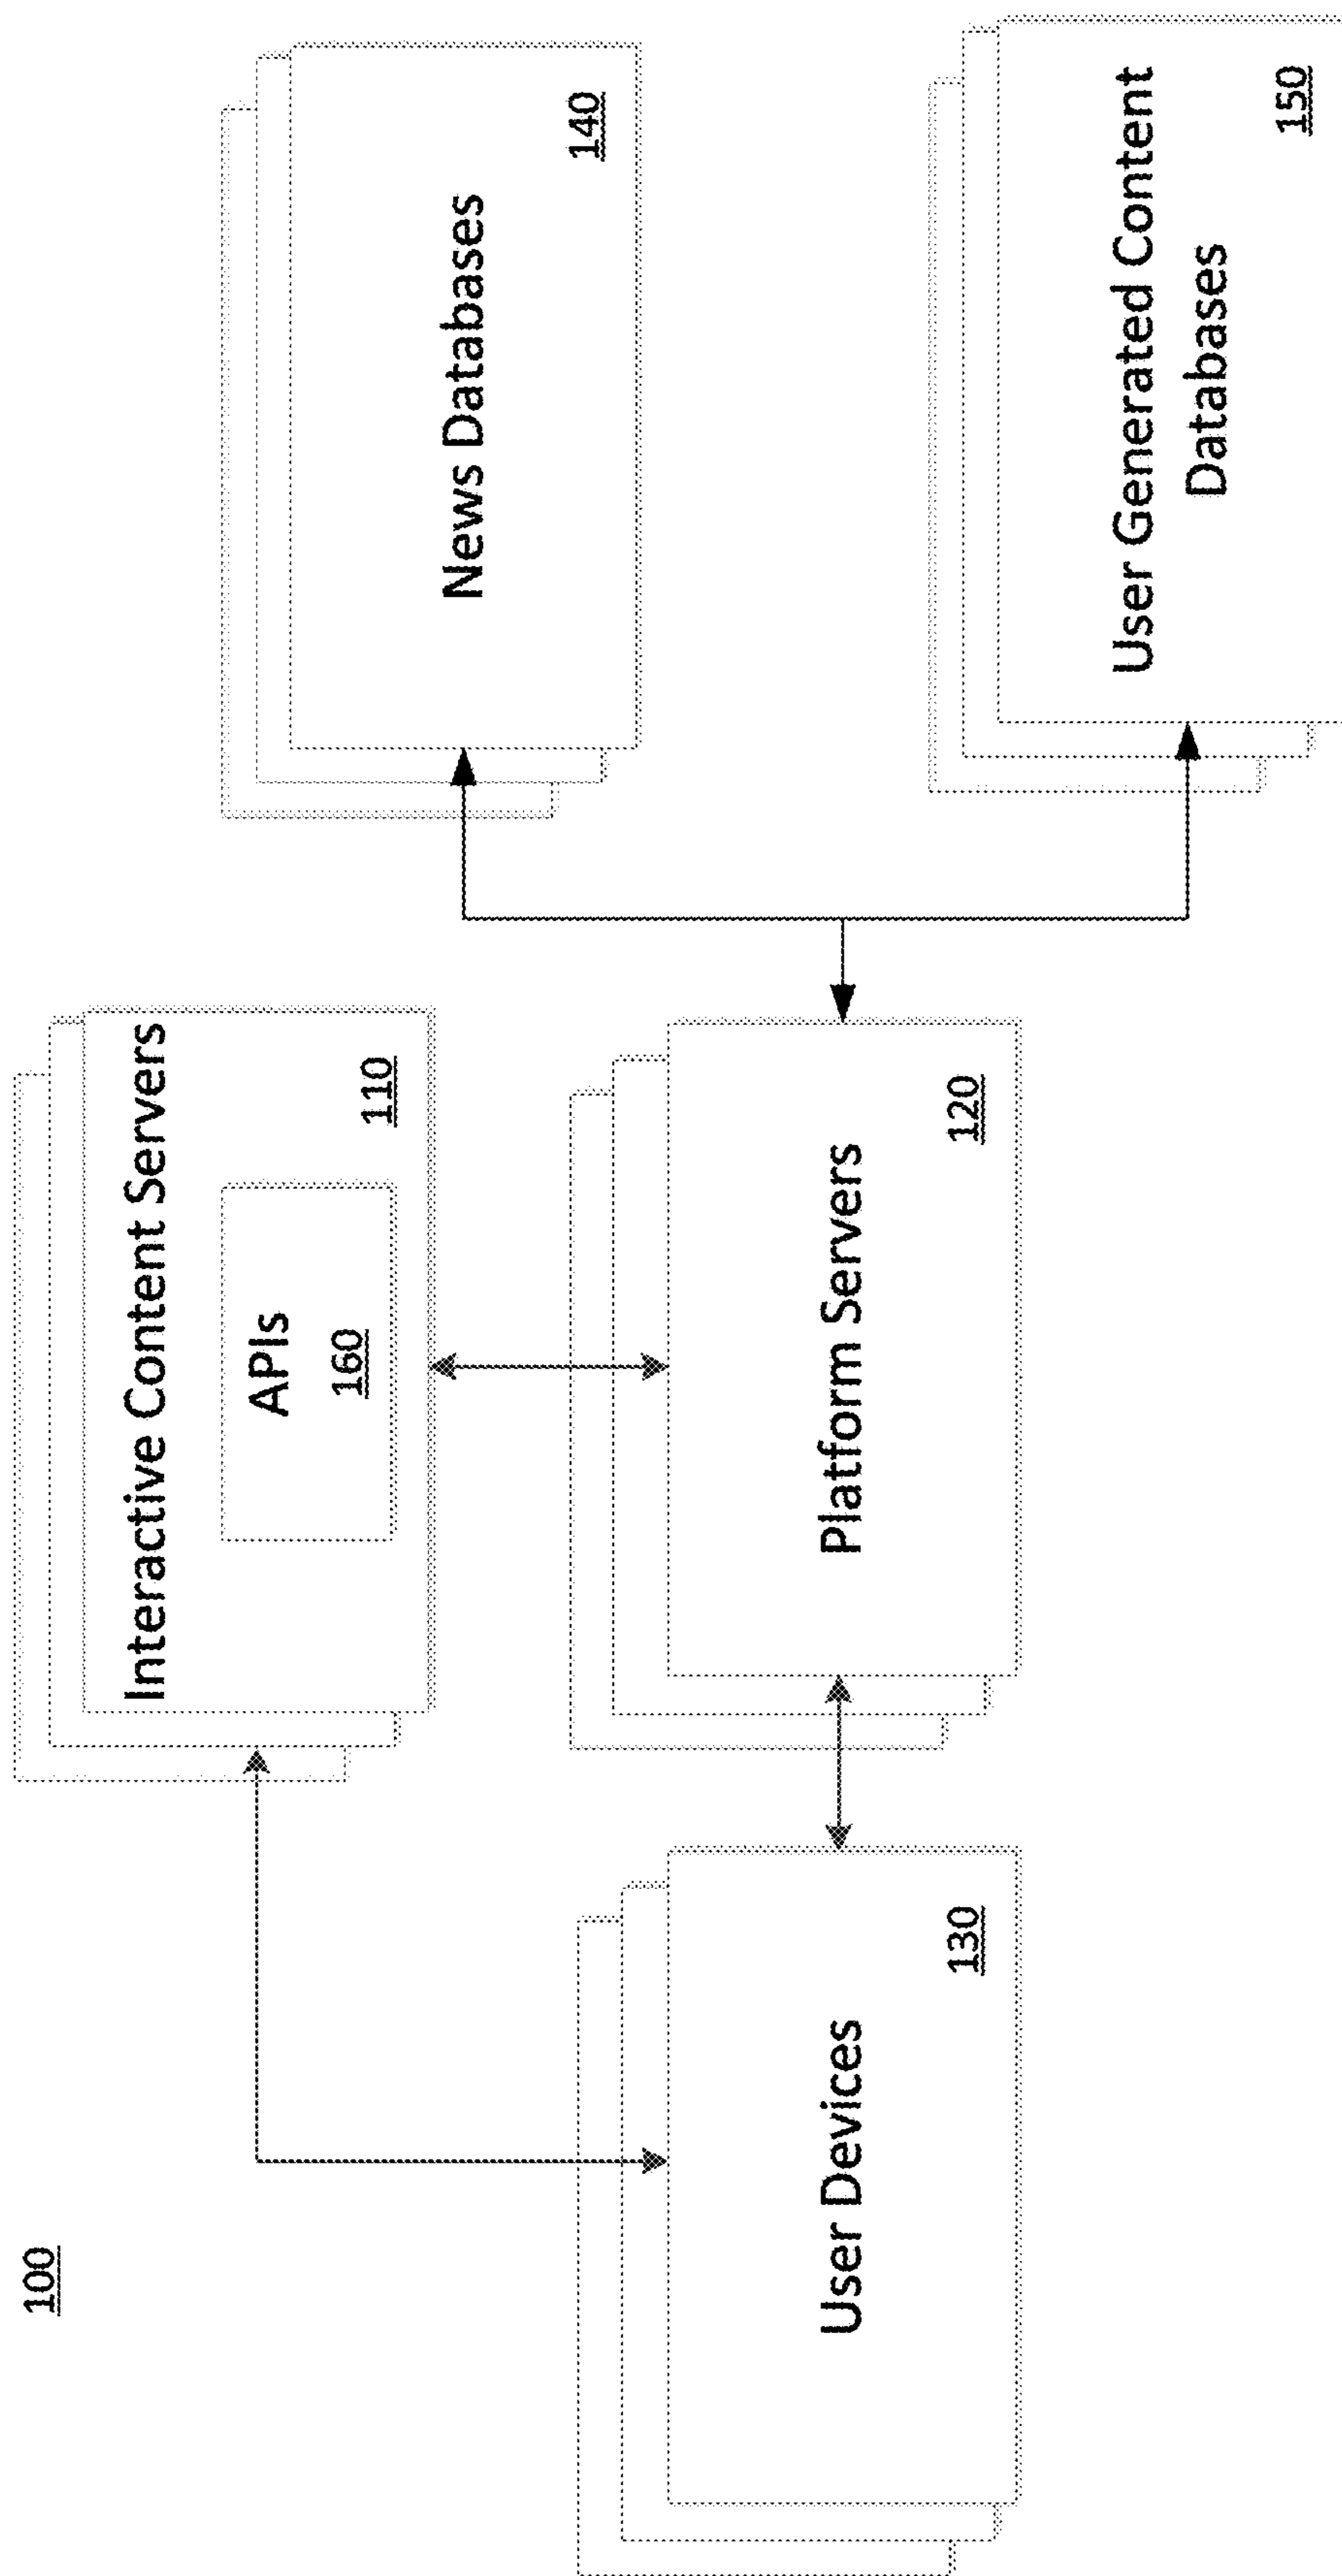 100
Interactive Content Servers
APIs
160
110
News Databases
140
User Devices
130
Platform Servers
120
User Generated Content
Databases
150